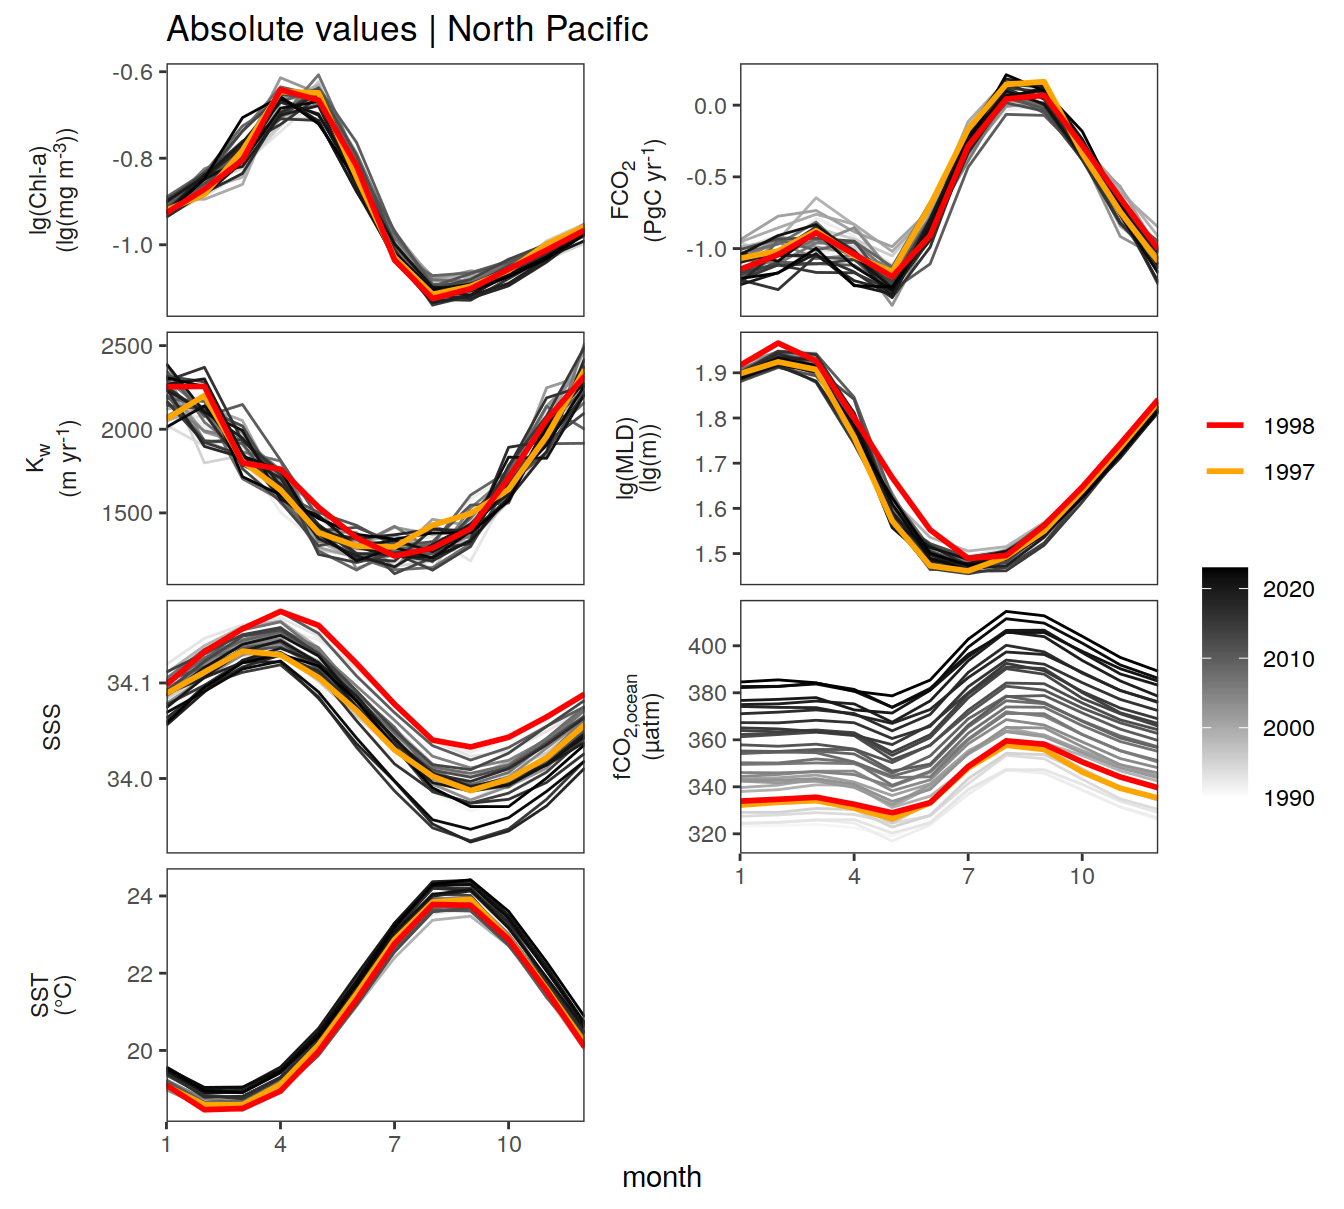 Absolute values | North Pacific
lg(Chl-a)
(lg(mg m⁻³))
-0.6
-0.8
-1.0
FCO₂
(PgC yr⁻¹)
0.0
-0.5
-1.0
K_w
(m yr⁻¹)
2500
2000
1500
lg(MLD)
(lg(m))
1.9
1.8
1.7
1.6
1.5
SSS
34.1
34.0
fCO₂,ocean
(µatm)
400
380
360
340
320
1 4 7 10
SST
(°C)
24
22
20
1 4 7 10
month
1998
1997
2020
2010
2000
1990